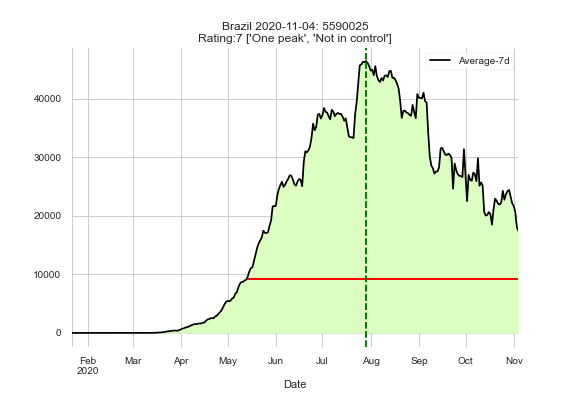 Brazil 2020-11-04: 5590025
Rating:7 ['One peak', 'Not in control']
Average-7d
40000
30000
20000
10000
0
Feb Mar Apr May Jun Jul Aug Sep Oct Nov
2020
Date